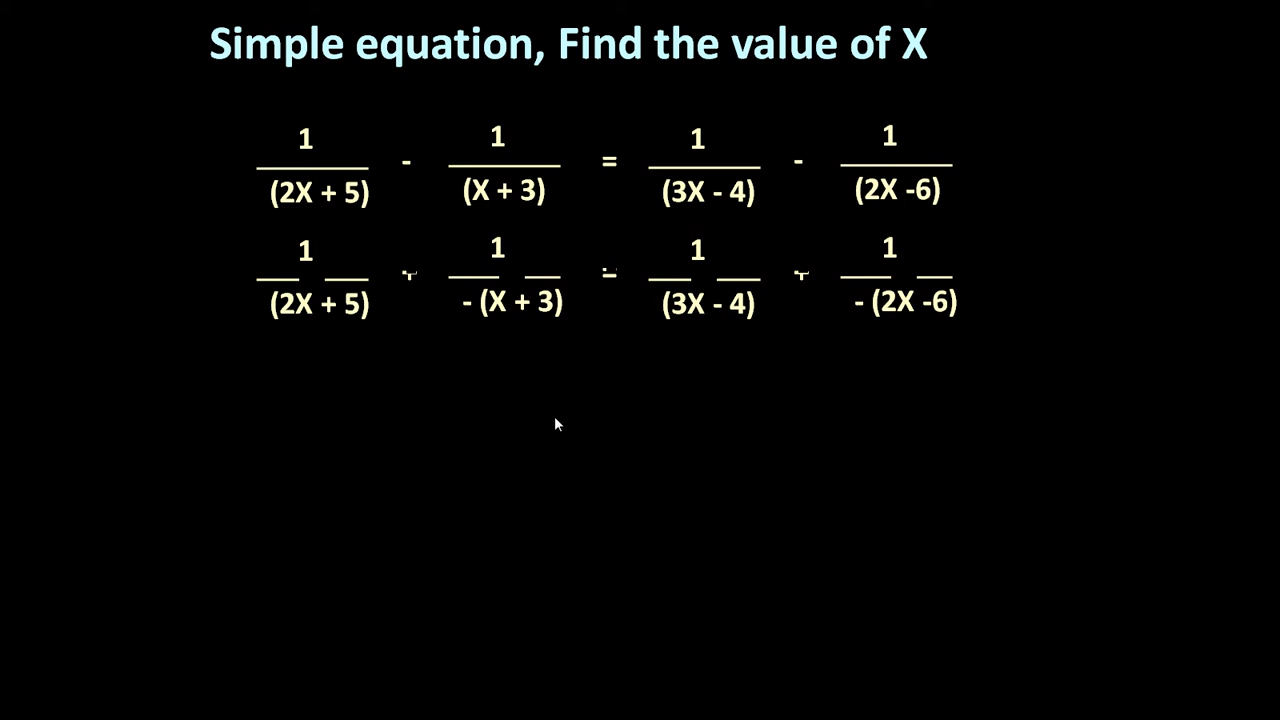 Simple equation, Find the value of X
1 1 1 1
- = -
(2X + 5) (X + 3) (3X - 4) (2X -6)
1 1 1 1
+ = +
(2X + 5) - (X + 3) (3X - 4) - (2X -6)